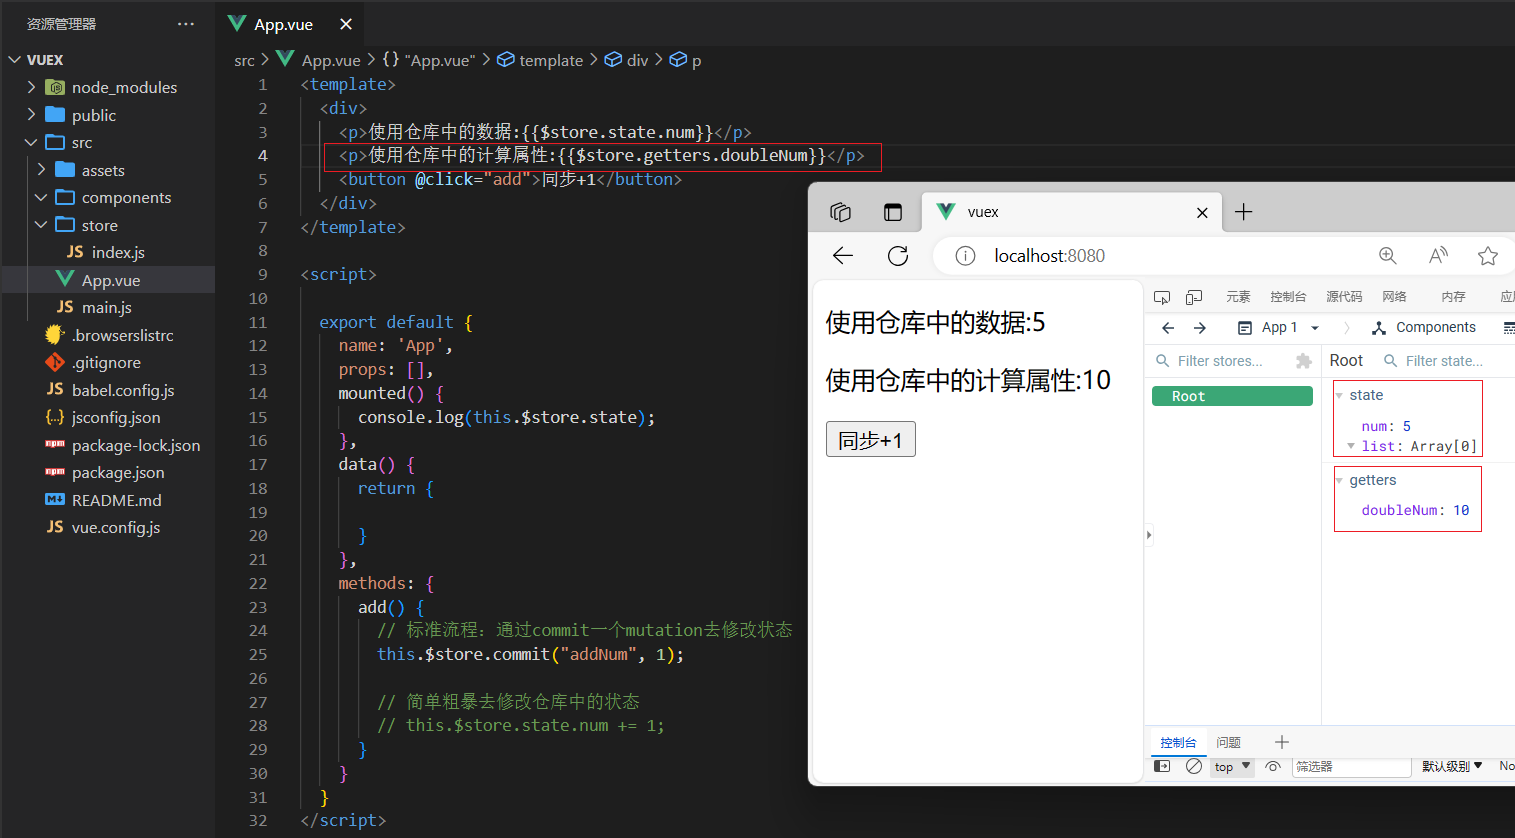 资源管理器
App.vue
VUEX
node_modules
public
src
assets
components
store
JS index.js
App.vue
JS main.js
.browserslistrc
.gitignore
JS babel.config.js
{..} jsconfig.json
npm package-lock.json
npm package.json
M README.md
JS vue.config.js
src > App.vue > {} "App.vue" > template > div > p
1 <template>
2 <div>
3 <p>使用仓库中的数据:{{$store.state.num}}</p>
4 <p>使用仓库中的计算属性:{{$store.getters.doubleNum}}</p>
5 <button @click="add">同步+1</button>
6 </div>
7 </template>
8
9 <script>
10
11 export default {
12 name: 'App',
13 props: [],
14 mounted() {
15 console.log(this.$store.state);
16 },
17 data() {
18 return {
19
20 }
21 },
22 methods: {
23 add() {
24 // 标准流程：通过commit一个mutation去修改状态
25 this.$store.commit("addNum", 1);
26
27 // 简单粗暴去修改仓库中的状态
28 // this.$store.state.num += 1;
29 }
30 }
31 }
32 </script>
vuex
localhost:8080
使用仓库中的数据:5
使用仓库中的计算属性:10
同步+1
元素 控制台 源代码 网络 内存 应
App 1 Components
Filter stores... Root Filter state...
Root
state
num: 5
list: Array[0]
getters
doubleNum: 10
控制台 问题
top 筛选器 默认级别 No